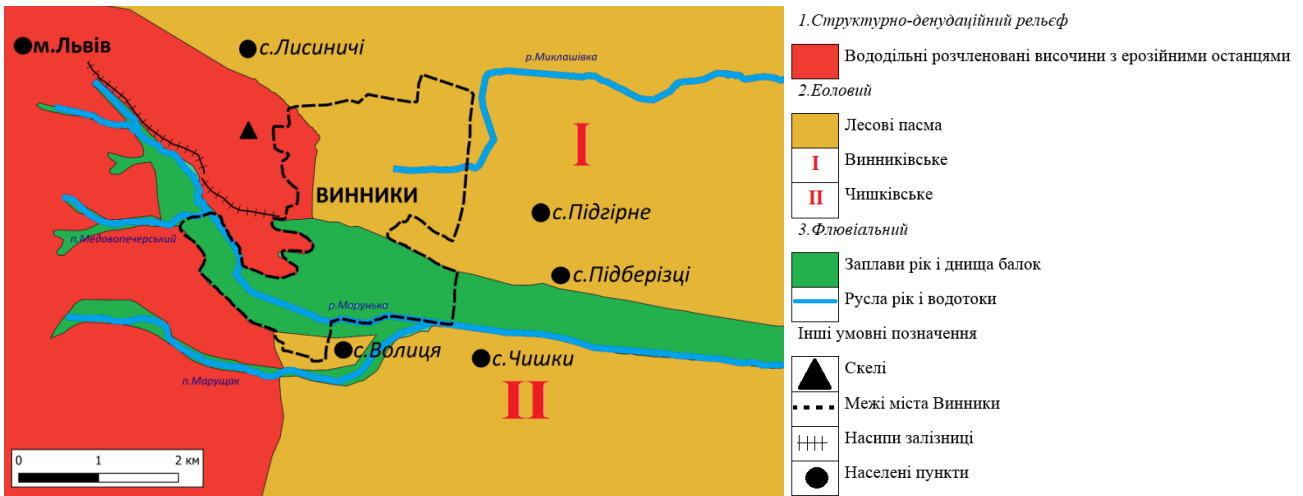 м.Львів
с.Лисиничі
р.Миклашівка
I
ВИННИКИ
с.Підгірне
п.Медовопечерський
с.Підберізці
р.Марунька
с.Волиця
с.Чишки
п.Марущак
II
0 1 2 км
1.Структурно-денудаційний рельєф
Вододільні розчленовані височини з ерозійними останцями
2.Еоловий
Лесові пасма
I Винниківське
II Чишківське
3.Флювіальний
Заплави рік і днища балок
Русла рік і водотоки
Інші умовні позначення
Скелі
Межі міста Винники
Насипи залізниці
Населені пункти